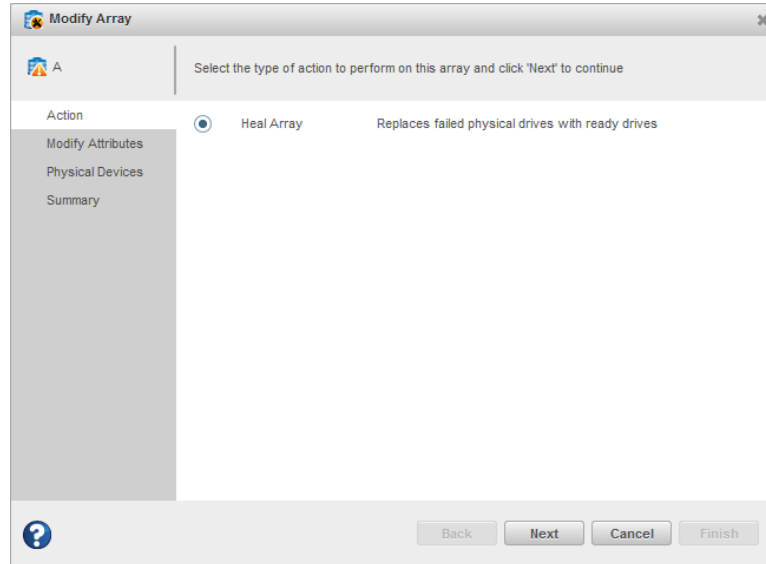 Modify Array
A
Select the type of action to perform on this array and click 'Next' to continue
Action
Modify Attributes
Physical Devices
Summary
Heal Array Replaces failed physical drives with ready drives
? Back Next Cancel Finish